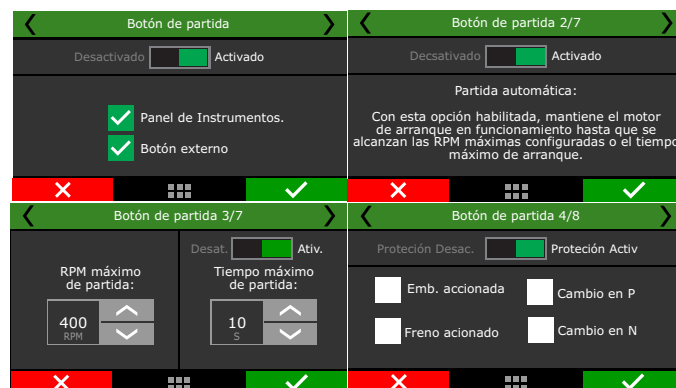 Botón de partida
Desactivado Activado
Panel de Instrumentos.
Botón externo
Botón de partida 2/7
Decsativado Activado
Partida automática:
Con esta opción habilitada, mantiene el motor
de arranque en funcionamiento hasta que se
alcanzan las RPM máximas configuradas o el tiempo
máximo de arranque.
Botón de partida 3/7
Desat. Ativ.
RPM máximo
de partida:
400
RPM
Tiempo máximo
de partida:
10
S
Botón de partida 4/8
Proteción Desac. Proteción Activ
Emb. accionada
Cambio en P
Freno acionado
Cambio en N